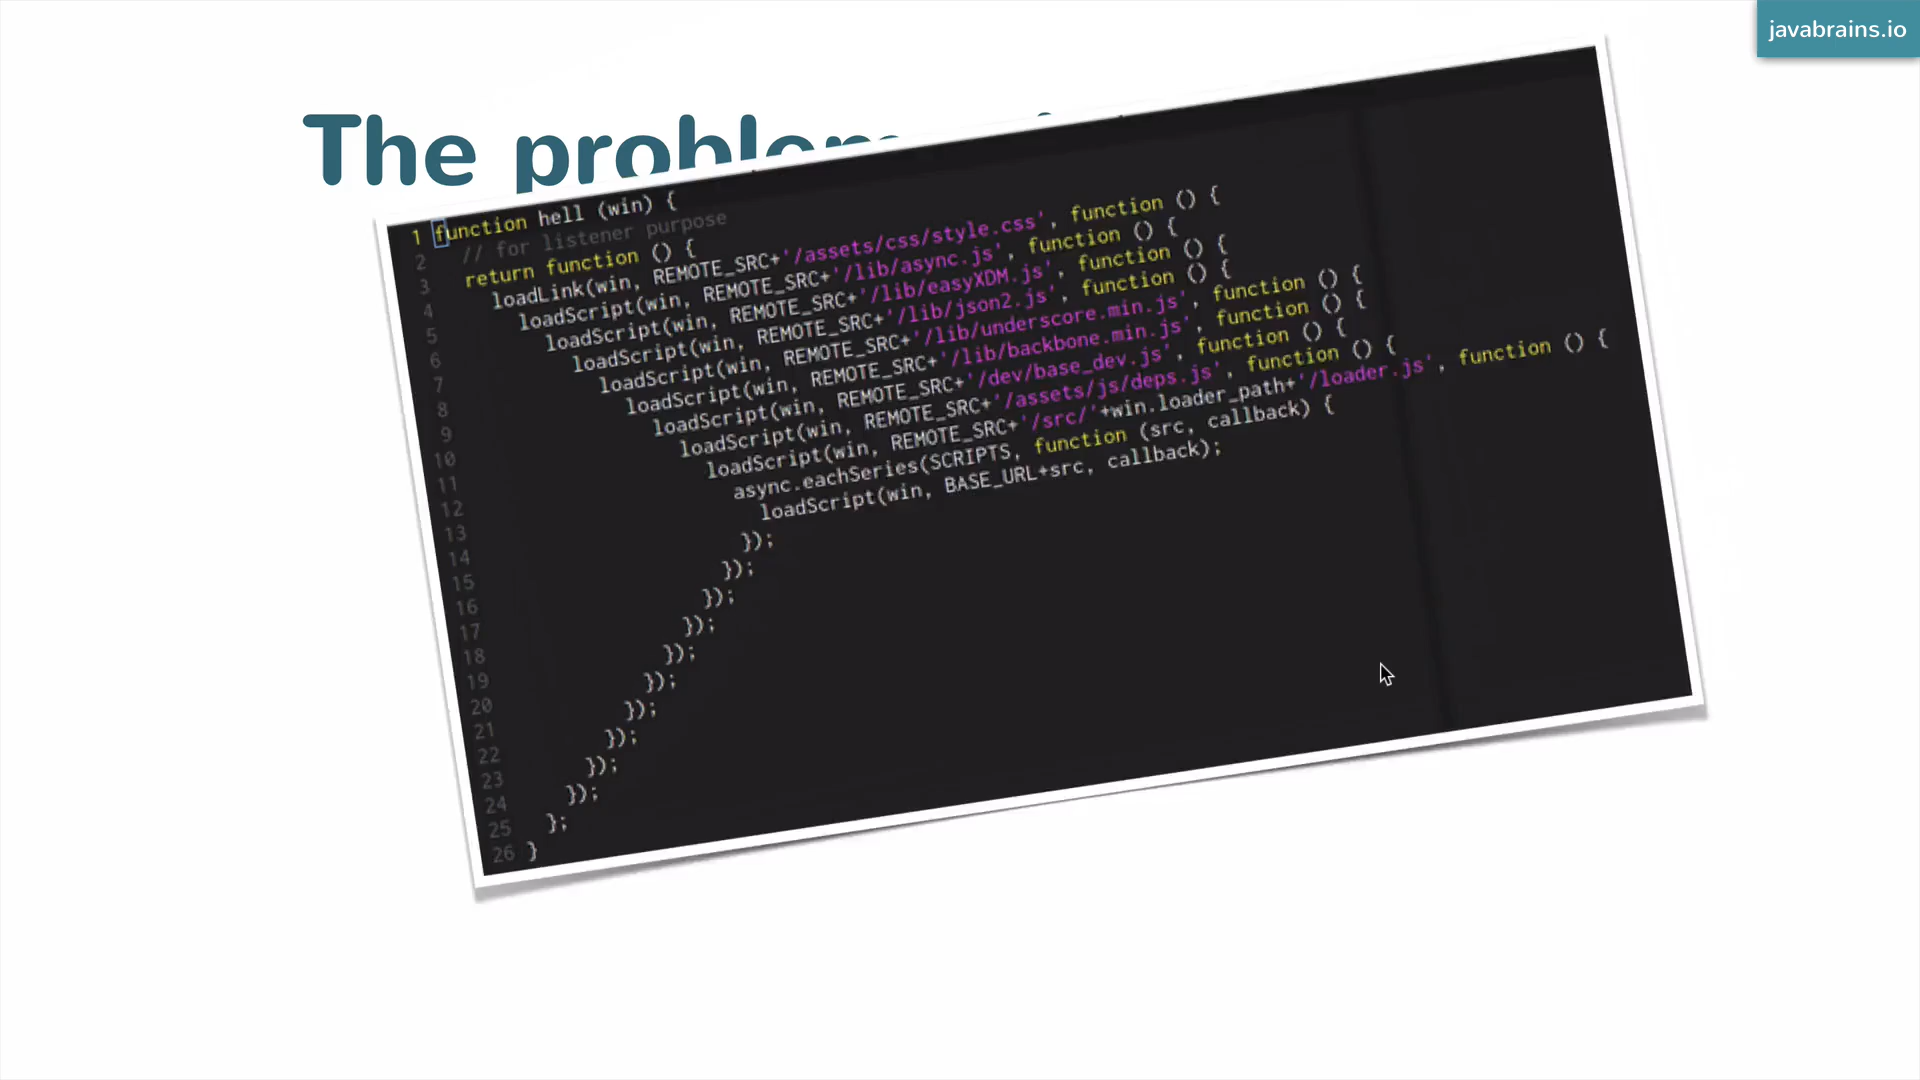 javabrains.io
The problem
1 function hell (win) {
2 // for listener purpose
3 return function () {
4 loadLink(win, REMOTE_SRC+'/assets/css/style.css', function () {
5 loadScript(win, REMOTE_SRC+'/lib/async.js', function () {
6 loadScript(win, REMOTE_SRC+'/lib/easyXDM.js', function () {
7 loadScript(win, REMOTE_SRC+'/lib/json2.js', function () {
8 loadScript(win, REMOTE_SRC+'/lib/underscore.min.js', function () {
9 loadScript(win, REMOTE_SRC+'/lib/backbone.min.js', function () {
10 loadScript(win, REMOTE_SRC+'/dev/base_dev.js', function () {
11 loadScript(win, REMOTE_SRC+'/assets/js/deps.js', function () {
12 loadScript(win, REMOTE_SRC+'/src/'+win.loader_path+'/loader.js', function () {
13 async.eachSeries(SCRIPTS, function (src, callback) {
14 loadScript(win, BASE_URL+src, callback);
15 });
16 });
17 });
18 });
19 });
20 });
21 });
22 });
23 });
24 });
25 };
26 }